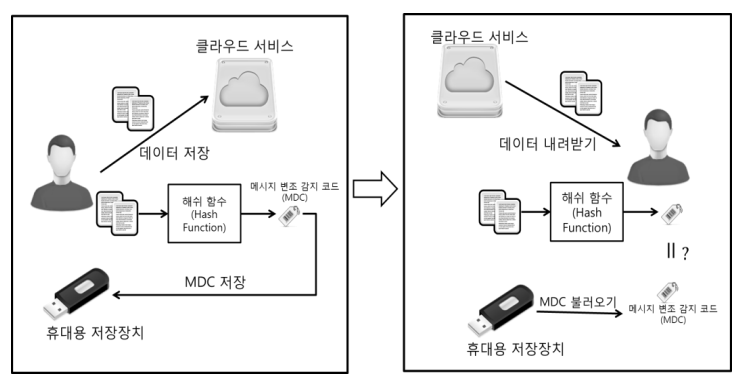 클라우드 서비스
데이터 저장
해쉬 함수
(Hash
Function)
메시지 변조 감지 코드
(MDC)
MDC 저장
휴대용 저장장치
클라우드 서비스
데이터 내려받기
해쉬 함수
(Hash
Function)
II ?
MDC 불러오기
메시지 변조 감지 코드
(MDC)
휴대용 저장장치